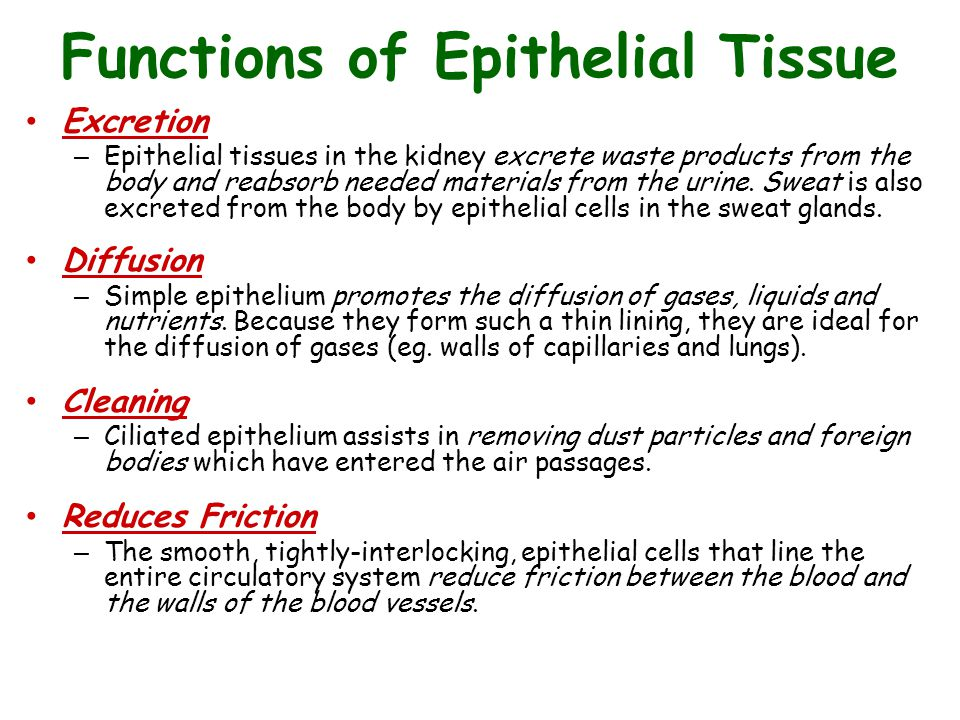 Functions of Epithelial Tissue
• Excretion
– Epithelial tissues in the kidney excrete waste products from the
body and reabsorb needed materials from the urine. Sweat is also
excreted from the body by epithelial cells in the sweat glands.
• Diffusion
– Simple epithelium promotes the diffusion of gases, liquids and
nutrients. Because they form such a thin lining, they are ideal for
the diffusion of gases (eg. walls of capillaries and lungs).
• Cleaning
– Ciliated epithelium assists in removing dust particles and foreign
bodies which have entered the air passages.
• Reduces Friction
– The smooth, tightly-interlocking, epithelial cells that line the
entire circulatory system reduce friction between the blood and
the walls of the blood vessels.